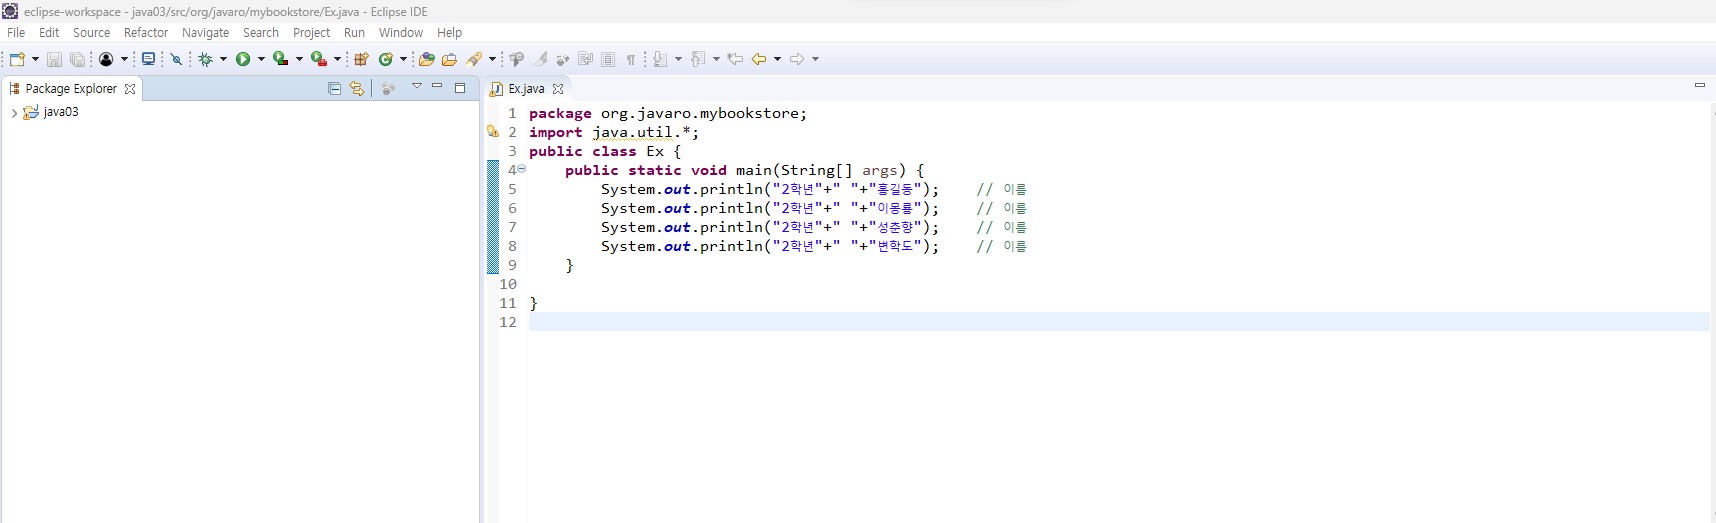 eclipse-workspace - java03/src/org/javaro/mybookstore/Ex.java - Eclipse IDE
File Edit Source Refactor Navigate Search Project Run Window Help
Package Explorer
java03
Ex.java
1 package org.javaro.mybookstore;
2 import java.util.*;
3 public class Ex {
4 public static void main(String[] args) {
5 System.out.println("2학년"+" "+"홍길동"); // 이름
6 System.out.println("2학년"+" "+"이몽룡"); // 이름
7 System.out.println("2학년"+" "+"성춘향"); // 이름
8 System.out.println("2학년"+" "+"변학도"); // 이름
9 }
10
11 }
12